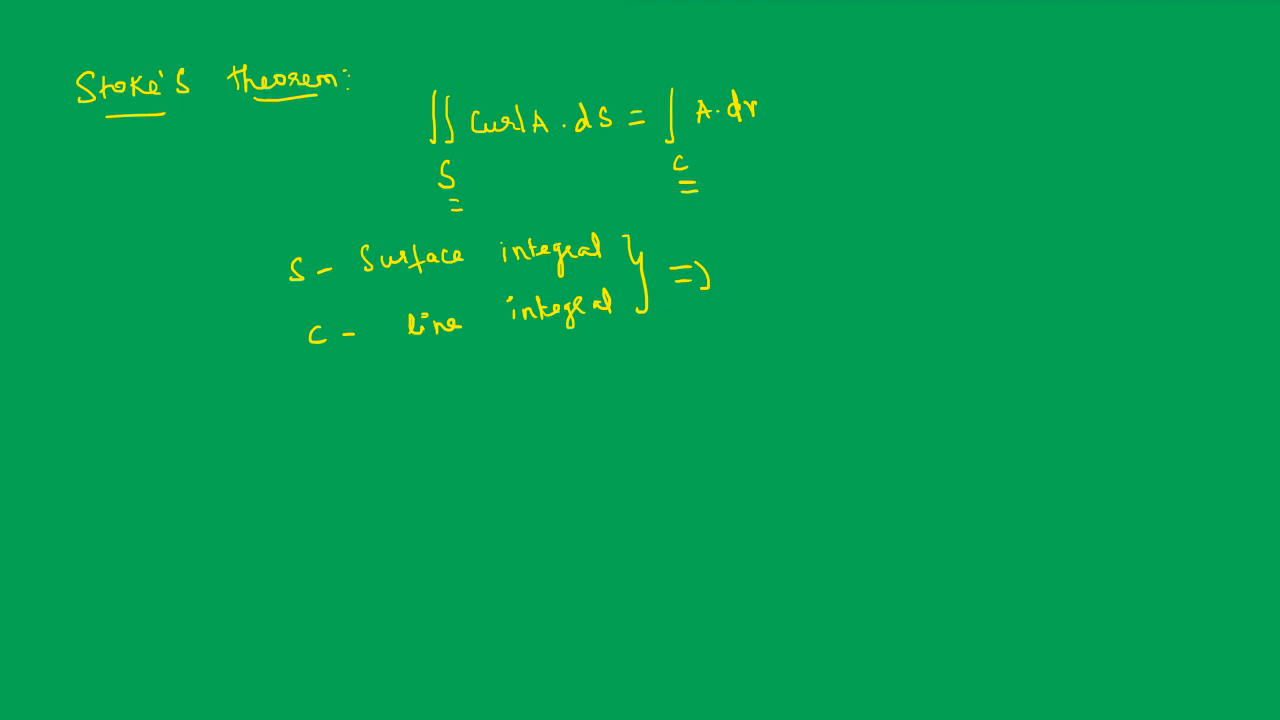 Stoke's theorem:
∬ Curl A . dS = ∫ A . dr
S C
S - Surface integral } =>
C - line integral